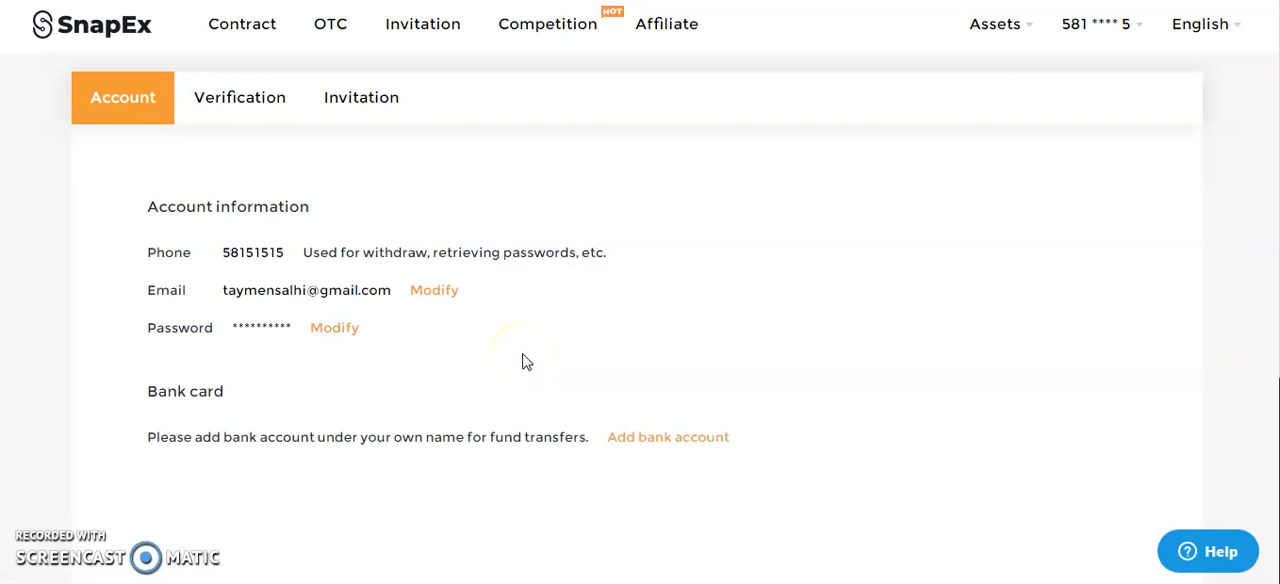 SnapEx Contract OTC Invitation Competition HOT Affiliate Assets 581 **** 5 English
Account Verification Invitation
Account information
Phone 58151515 Used for withdraw, retrieving passwords, etc.
Email taymensalhi@gmail.com Modify
Password ********** Modify
Bank card
Please add bank account under your own name for fund transfers. Add bank account
RECORDED WITH
SCREENCAST MATIC
? Help